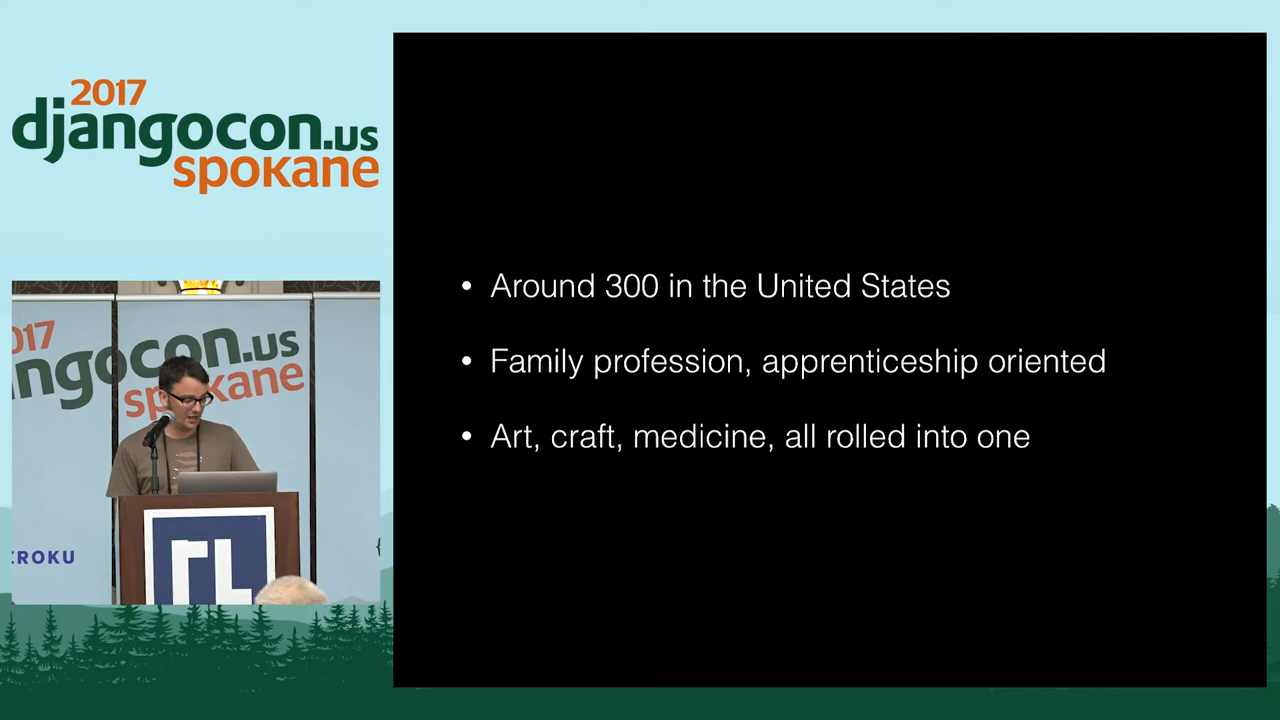 2017
djangocon.us
spokane
• Around 300 in the United States
• Family profession, apprenticeship oriented
• Art, craft, medicine, all rolled into one
017
ngocon.us
spokane
ROKU